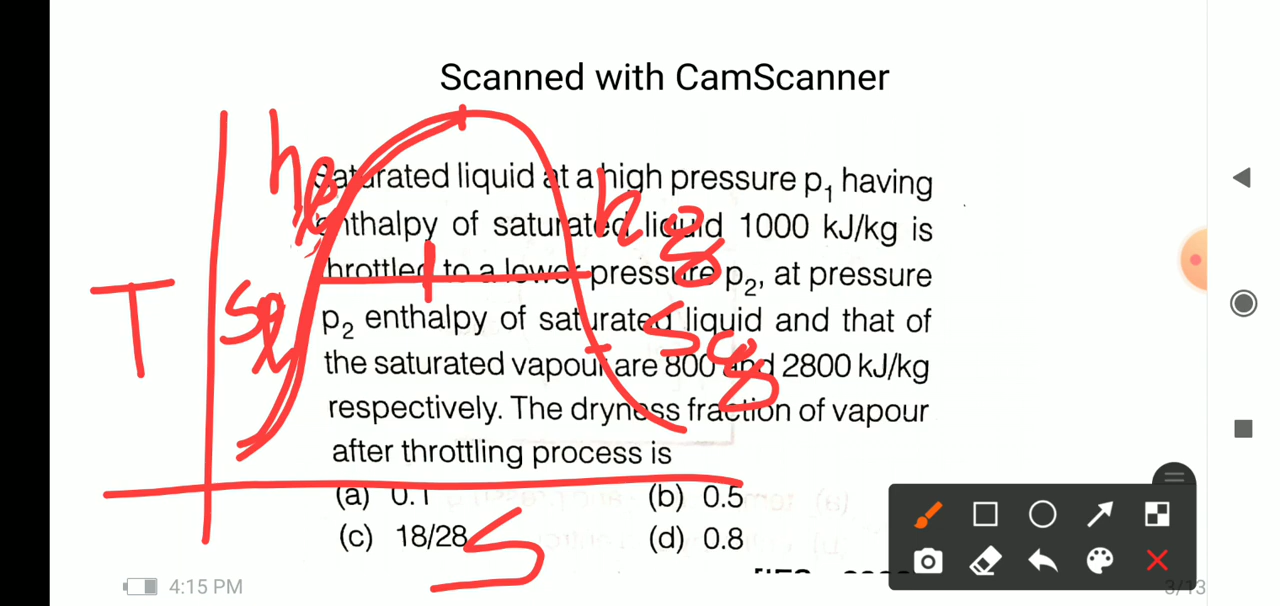 Scanned with CamScanner
Saturated liquid at a high pressure p₁ having
enthalpy of saturated liquid 1000 kJ/kg is
throttled to a lower pressure p₂, at pressure
p₂ enthalpy of saturated liquid and that of
the saturated vapour are 800 and 2800 kJ/kg
respectively. The dryness fraction of vapour
after throttling process is
(a) 0.1 (b) 0.5
(c) 18/28 (d) 0.8
T
h
hg
sg
S
4:15 PM
3/13